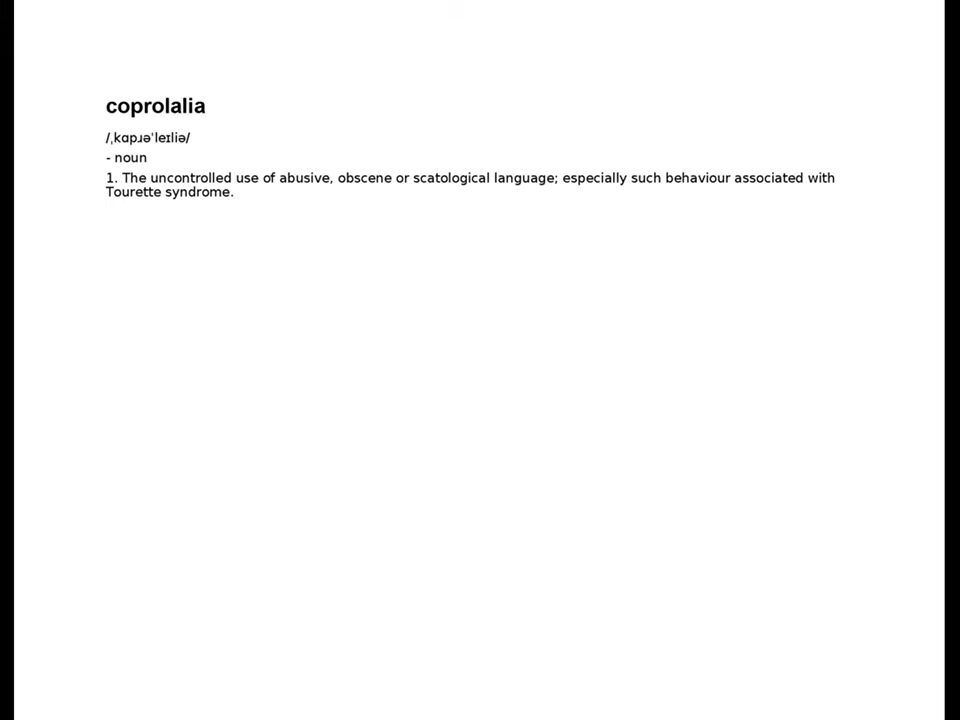 coprolalia
/ˌkɑpɹəˈleɪliə/
- noun
1. The uncontrolled use of abusive, obscene or scatological language; especially such behaviour associated with
Tourette syndrome.